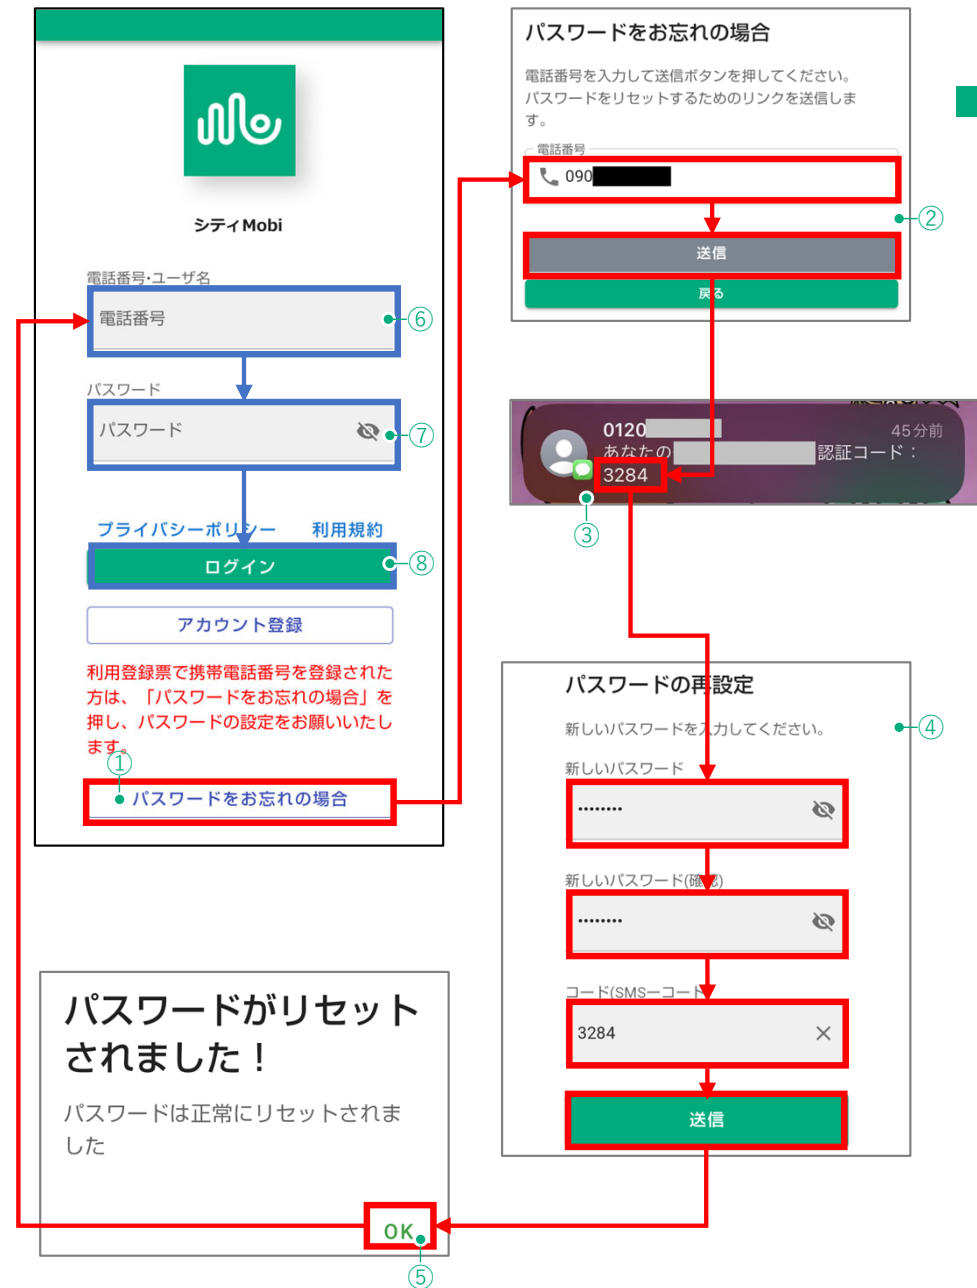 シティMobi
電話番号・ユーザ名
電話番号
⑥
パスワード
パスワード
⑦
プライバシーポリシー 利用規約
ログイン
⑧
アカウント登録
利用登録票で携帯電話番号を登録された
方は、「パスワードをお忘れの場合」を
押し、パスワードの設定をお願いいたし
ます。
①
パスワードをお忘れの場合
パスワードをお忘れの場合
電話番号を入力して送信ボタンを押してください。
パスワードをリセットするためのリンクを送信しま
す。
電話番号
090
②
送信
戻る
0120
45分前
あなたの 認証コード：
3284
③
パスワードの再設定
新しいパスワードを入力してください。
④
新しいパスワード
••••••••
新しいパスワード(確認)
••••••••
コード(SMSーコード
3284
送信
パスワードがリセット
されました！
パスワードは正常にリセットされま
した
OK
⑤